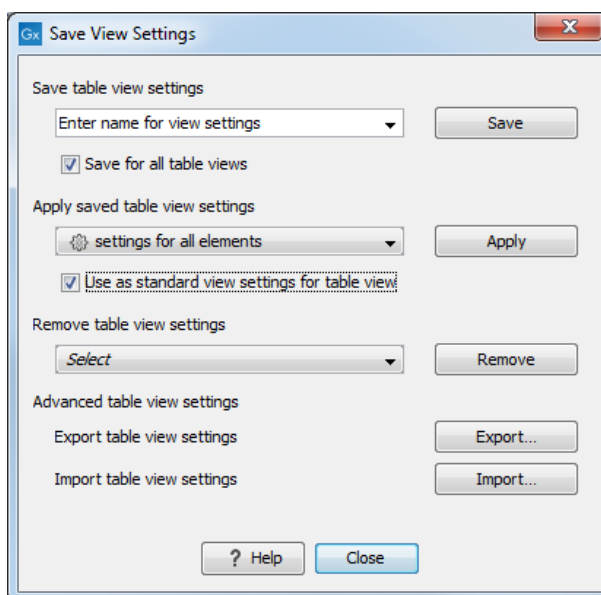 Gx Save View Settings
Save table view settings
Enter name for view settings Save
Save for all table views
Apply saved table view settings
settings for all elements Apply
Use as standard view settings for table view
Remove table view settings
Select Remove
Advanced table view settings
Export table view settings Export...
Import table view settings Import...
? Help Close